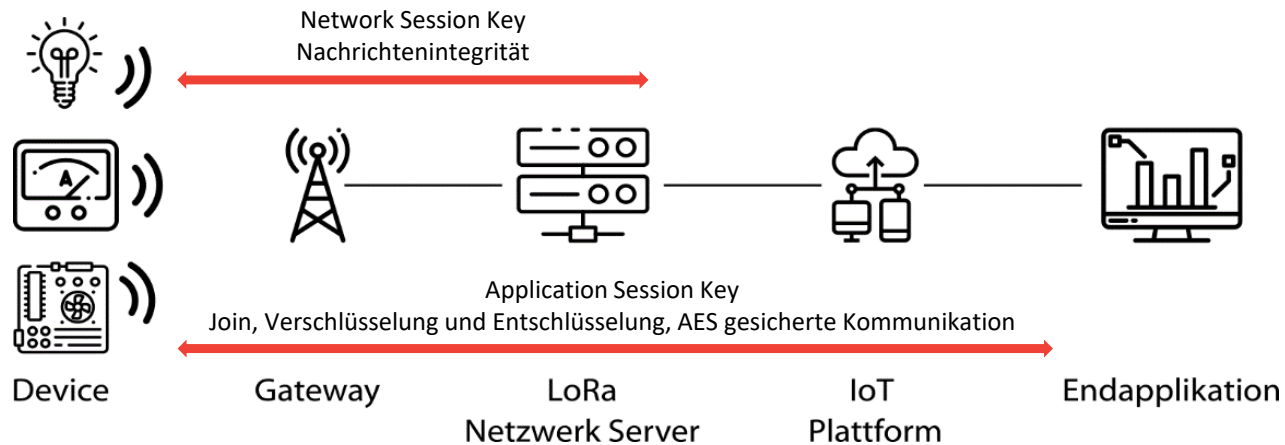 Network Session Key
Nachrichtenintegrität
A
Application Session Key
Join, Verschlüsselung und Entschlüsselung, AES gesicherte Kommunikation
Device
Gateway
LoRa
Netzwerk Server
IoT
Plattform
Endapplikation